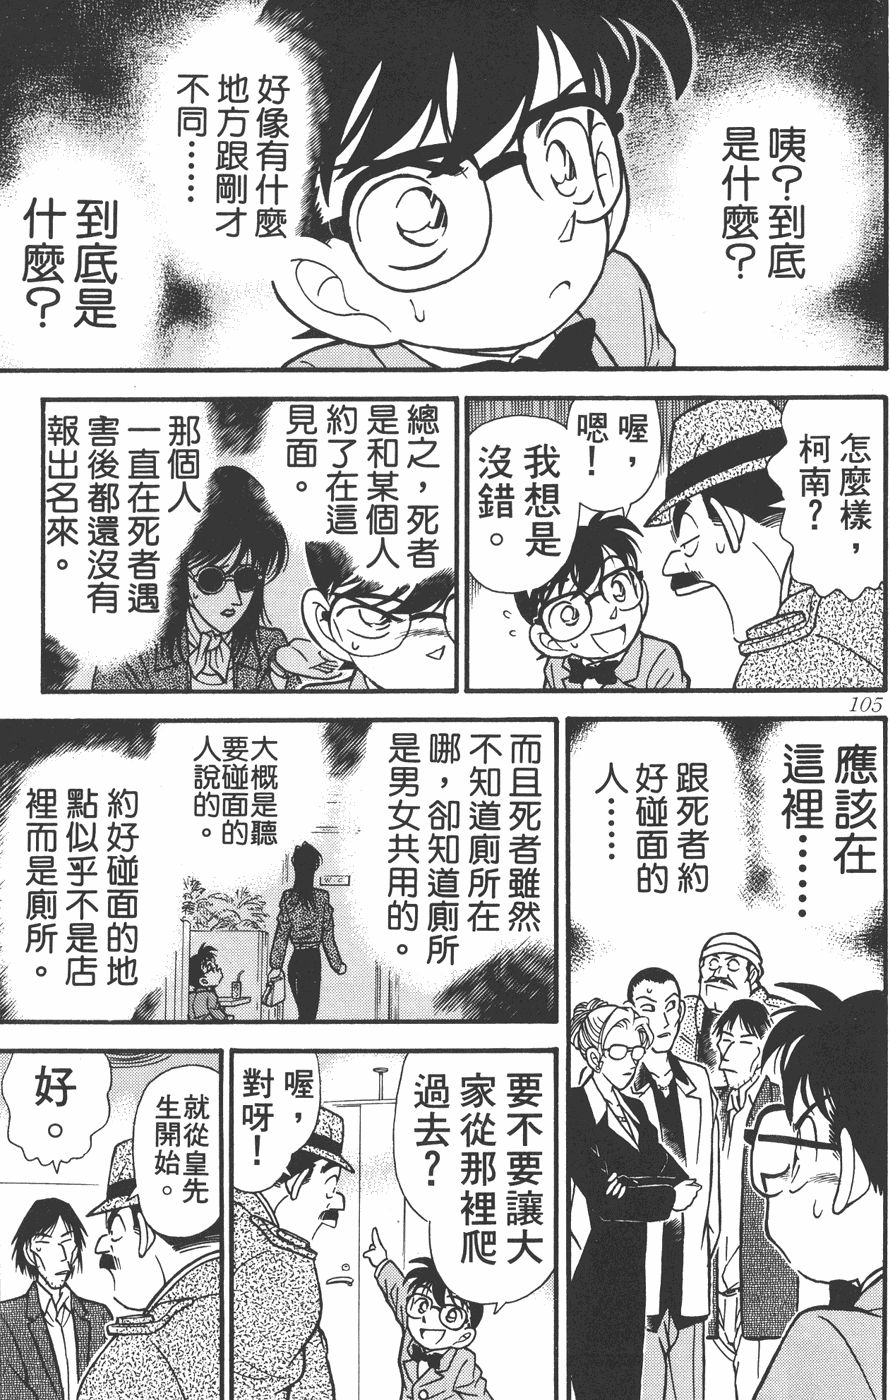 咦？到底
是什麼？
好像有什麼
地方跟剛才
不同……
到底是
什麼？
怎麼樣，
柯南？
喔，
嗯！
我想是
沒錯。
總之，死者
是和某個人
約了在這
見面。
那個人
一直在死者遇
害後都還沒有
報出名來。
105
應該在
這裡……
跟死者約
好碰面的
人……
而且死者雖然
不知道廁所在
哪，卻知道廁所
是男女共用的。
大概是聽
要碰面的
人說的。
約好碰面的地
點似乎不是店
裡而是廁所。
W·C
要不要讓大
家從那裡爬
過去？
喔，
對呀！
就從皇先
生開始。
好。